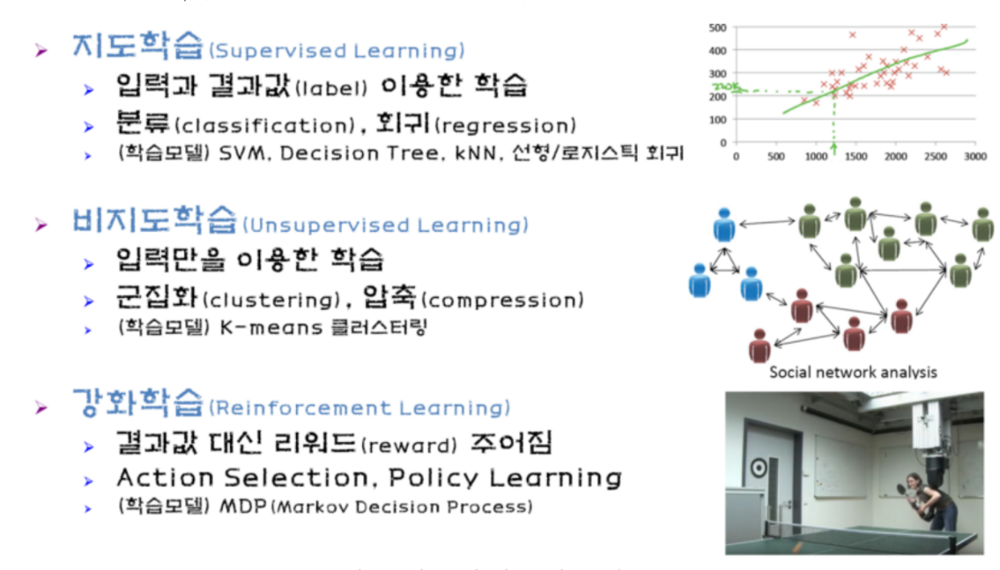 지도학습(Supervised Learning)
입력과 결과값(label) 이용한 학습
분류(classification), 회귀(regression)
(학습모델) SVM, Decision Tree, kNN, 선형/로지스틱 회귀
500
400
300
200
100
0
0 500 1000 1500 2000 2500 3000
비지도학습(Unsupervised Learning)
입력만을 이용한 학습
군집화(clustering), 압축(compression)
(학습모델) K-means 클러스터링
Social network analysis
강화학습(Reinforcement Learning)
결과값 대신 리워드(reward) 주어짐
Action Selection, Policy Learning
(학습모델) MDP(Markov Decision Process)